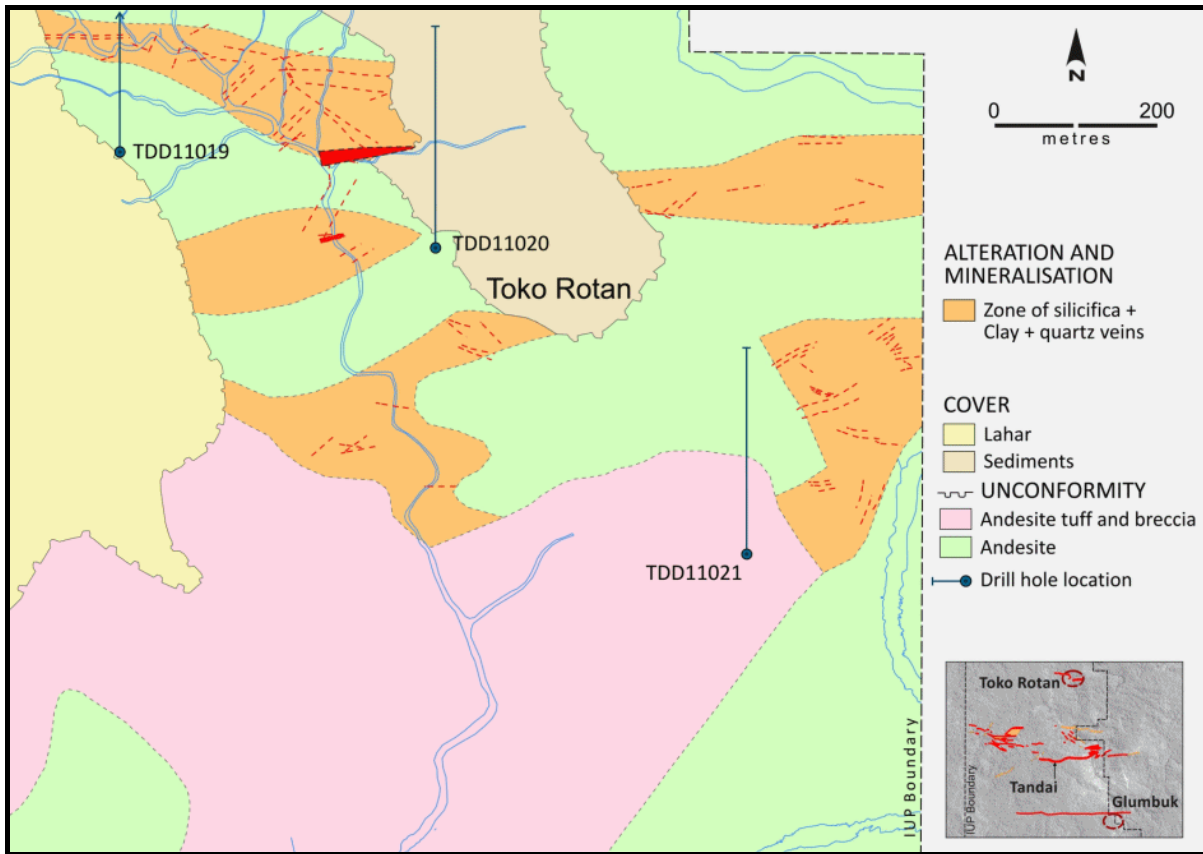 TDD11019
TDD11020
Toko Rotan
TDD11021
IUP Boundary
N
0 200
metres
ALTERATION AND
MINERALISATION
Zone of silicifica +
Clay + quartz veins
COVER
Lahar
Sediments
UNCONFORMITY
Andesite tuff and breccia
Andesite
Drill hole location
Toko Rotan
Tandai
Glumbuk
IUP Boundary